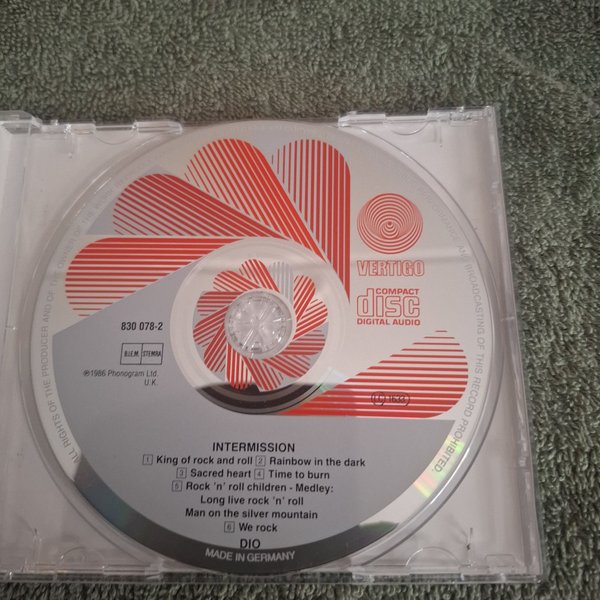 VERTIGO
COMPACT
disc
DIGITAL AUDIO
830 078-2
B.I.E.M. STEMRA
℗1986 Phonogram Ltd.
U.K.
INTERMISSION
1 King of rock and roll 2 Rainbow in the dark
3 Sacred heart 4 Time to burn
5 Rock 'n' roll children - Medley:
Long live rock 'n' roll
Man on the silver mountain
6 We rock
DIO
MADE IN GERMANY
ALL RIGHTS OF THE PRODUCER AND OF THE OWNER OF THE
BROADCASTING OF THIS RECORD PROHIBITED.